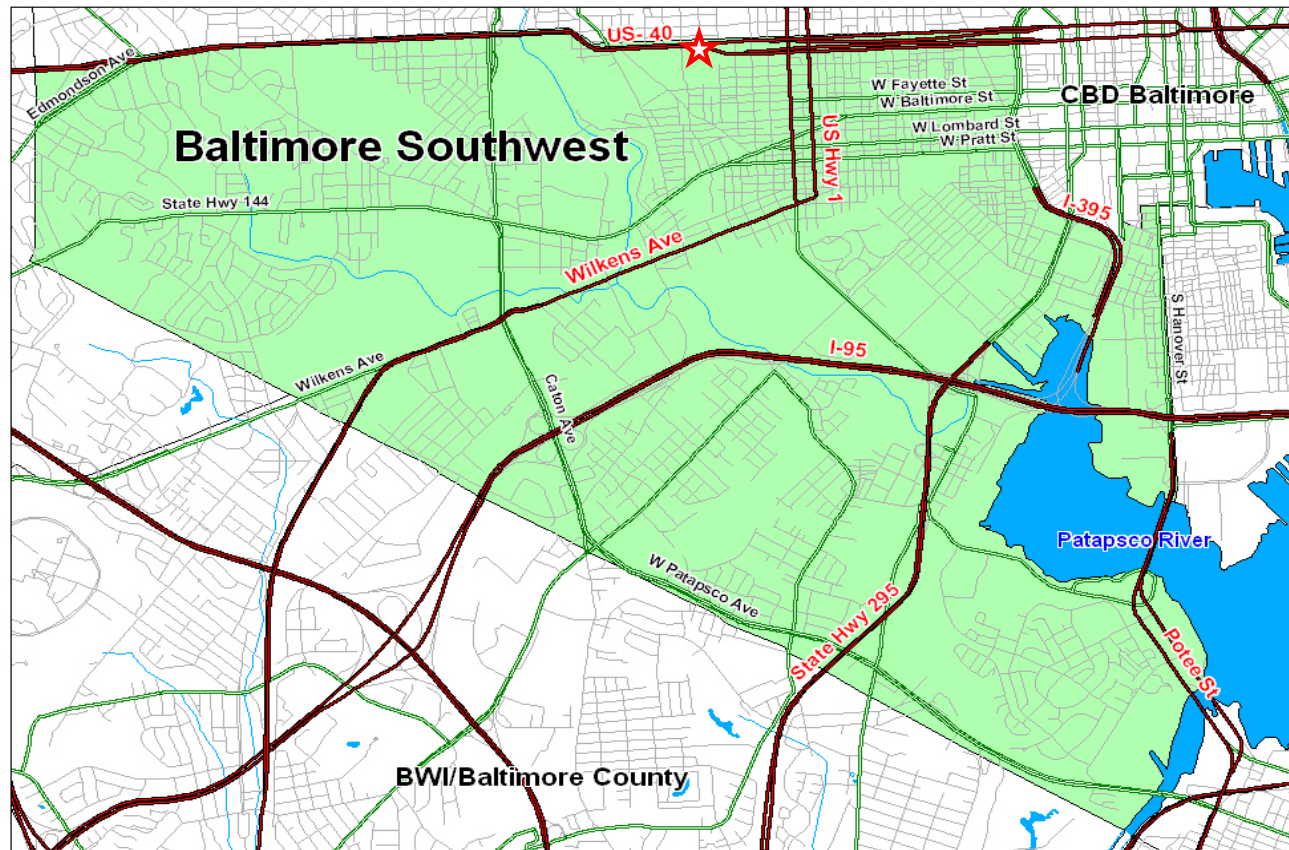 US- 40
Edmondson Ave
W Fayette St
CBD Baltimore
W Baltimore St
Baltimore Southwest
US Hwy 1
W Lombard St
W Pratt St
State Hwy 144
I-395
Wilkens Ave
S Hanover St
I-95
Wilkens Ave
Caton Ave
Patapsco River
W Patapsco Ave
State Hwy 295
Potee St
BWI/Baltimore County